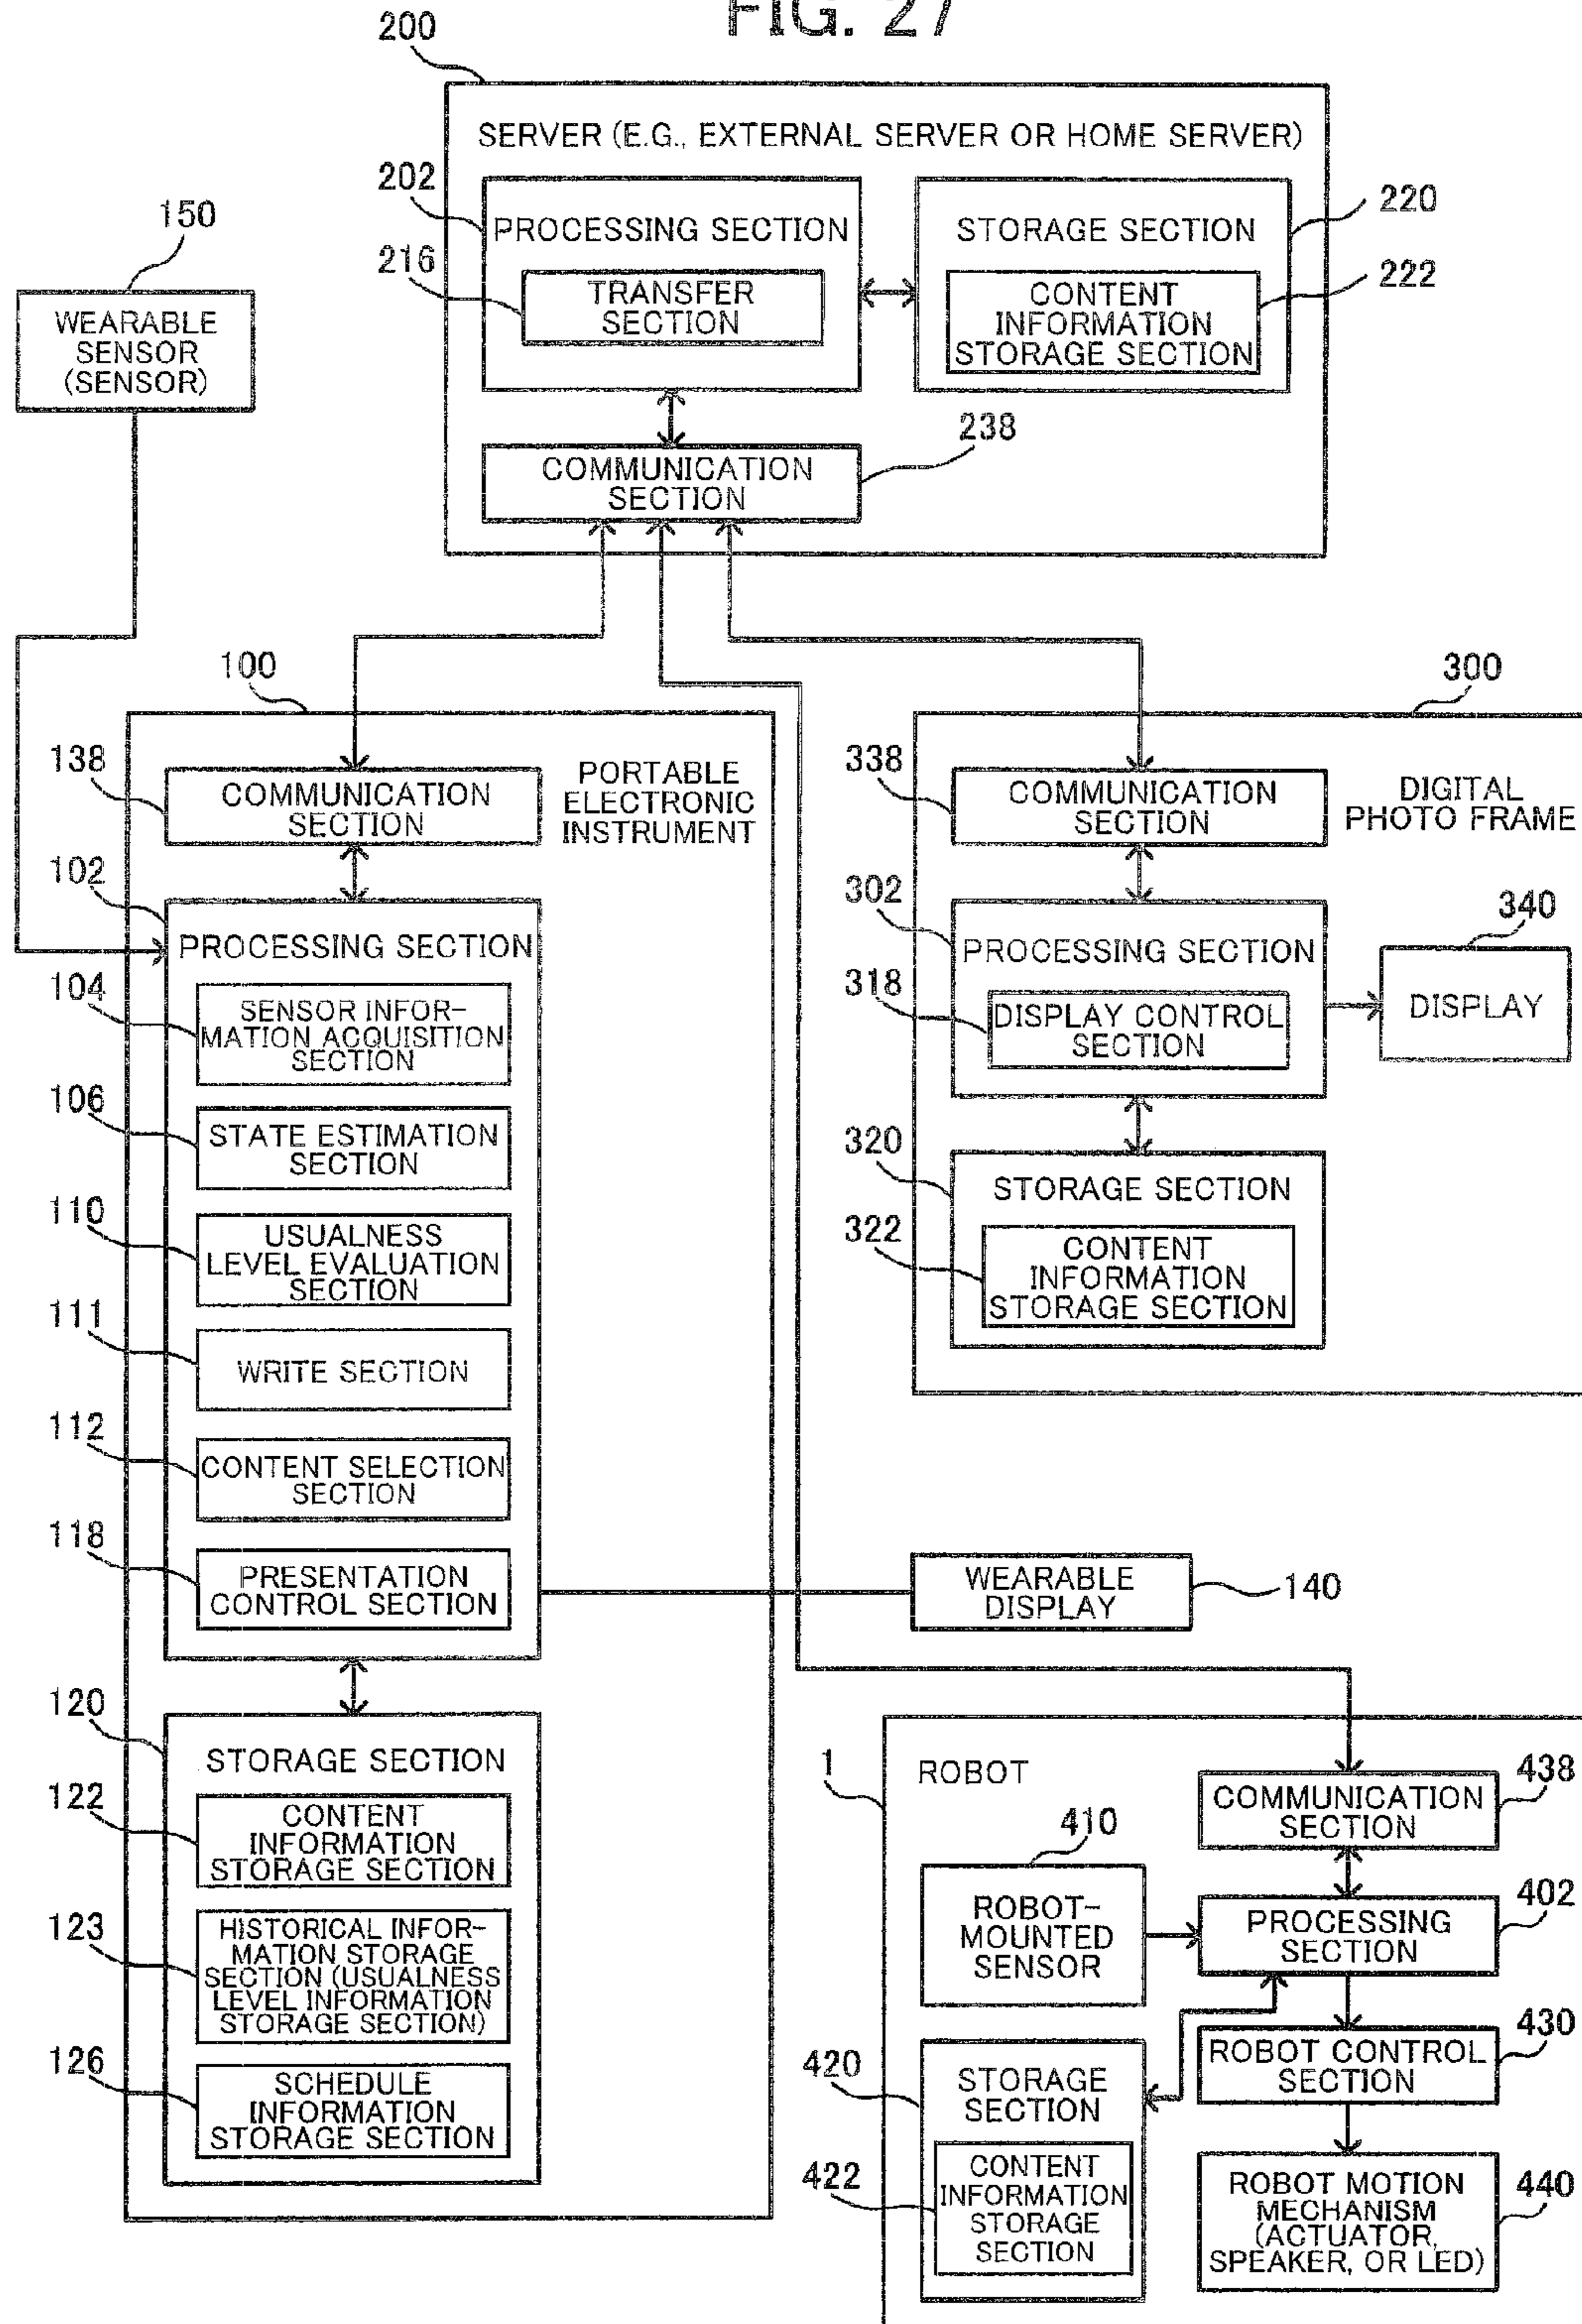 FIG. 27
200
SERVER (E.G., EXTERNAL SERVER OR HOME SERVER)
202
PROCESSING SECTION
216
TRANSFER
SECTION
STORAGE SECTION
220
CONTENT
INFORMATION
STORAGE SECTION
222
COMMUNICATION
SECTION
238
150
WEARABLE
SENSOR
(SENSOR)
100
PORTABLE
ELECTRONIC
INSTRUMENT
138
COMMUNICATION
SECTION
102
PROCESSING SECTION
104
SENSOR INFOR-
MATION ACQUISITION
SECTION
106
STATE ESTIMATION
SECTION
110
USUALNESS
LEVEL EVALUATION
SECTION
111
WRITE SECTION
112
CONTENT SELECTION
SECTION
118
PRESENTATION
CONTROL SECTION
120
STORAGE SECTION
122
CONTENT
INFORMATION
STORAGE SECTION
123
HISTORICAL INFOR-
MATION STORAGE
SECTION (USUALNESS
LEVEL INFORMATION
STORAGE SECTION)
126
SCHEDULE
INFORMATION
STORAGE SECTION
300
DIGITAL
PHOTO FRAME
338
COMMUNICATION
SECTION
302
PROCESSING SECTION
318
DISPLAY CONTROL
SECTION
340
DISPLAY
320
STORAGE SECTION
322
CONTENT
INFORMATION
STORAGE SECTION
WEARABLE
DISPLAY
140
1
ROBOT
438
COMMUNICATION
SECTION
410
ROBOT-
MOUNTED
SENSOR
402
PROCESSING
SECTION
430
ROBOT CONTROL
SECTION
420
STORAGE
SECTION
422
CONTENT
INFORMATION
STORAGE
SECTION
440
ROBOT MOTION
MECHANISM
(ACTUATOR,
SPEAKER, OR LED)